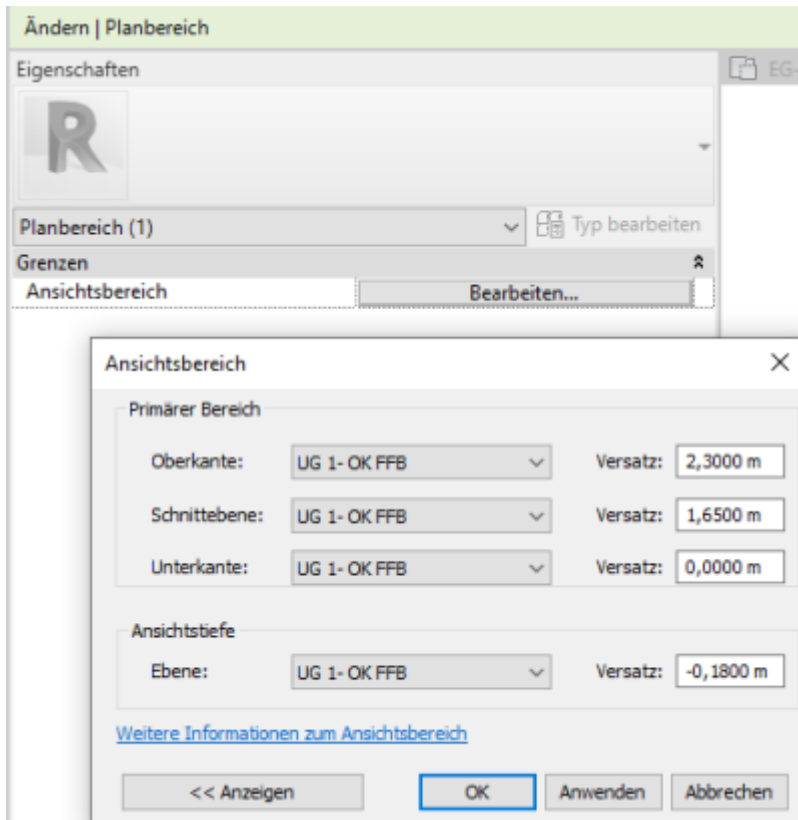 Ändern | Planbereich
Eigenschaften
EG-
R
Planbereich (1)
Typ bearbeiten
Grenzen
Ansichtsbereich
Bearbeiten...
Ansichtsbereich
Primärer Bereich
Oberkante: UG 1- OK FFB Versatz: 2,3000 m
Schnittebene: UG 1- OK FFB Versatz: 1,6500 m
Unterkante: UG 1- OK FFB Versatz: 0,0000 m
Ansichtstiefe
Ebene: UG 1- OK FFB Versatz: -0,1800 m
Weitere Informationen zum Ansichtsbereich
<< Anzeigen OK Anwenden Abbrechen